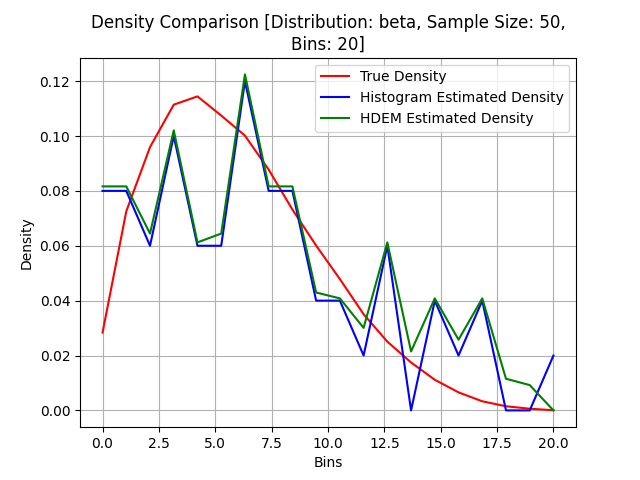 Density Comparison [Distribution: beta, Sample Size: 50,
Bins: 20]
True Density
Histogram Estimated Density
HDEM Estimated Density
Density
0.12
0.10
0.08
0.06
0.04
0.02
0.00
0.0 2.5 5.0 7.5 10.0 12.5 15.0 17.5 20.0
Bins